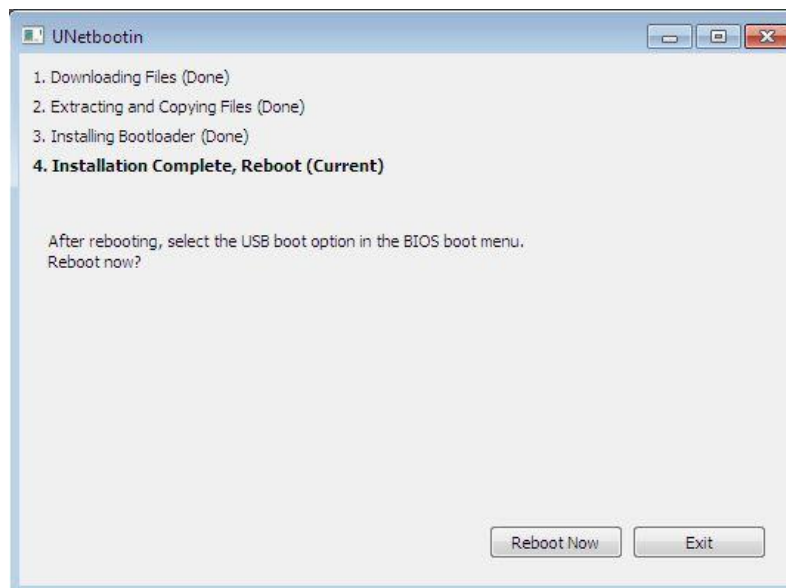 UNetbootin
1. Downloading Files (Done)
2. Extracting and Copying Files (Done)
3. Installing Bootloader (Done)
4. Installation Complete, Reboot (Current)
After rebooting, select the USB boot option in the BIOS boot menu.
Reboot now?
Reboot Now Exit